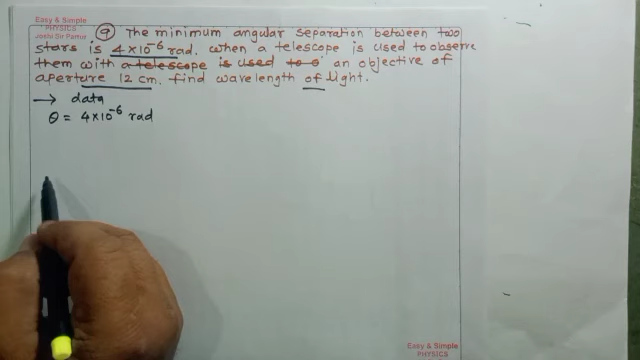 Easy & Simple
PHYSICS
Joshi Sir Parnur
9 The minimum angular separation between two
stars is 4×10⁻⁶ rad. when a telescope is used to observe
them with a telescope is used to o an objective of
aperture 12 cm. find wavelength of light.
→ data
θ = 4×10⁻⁶ rad
Easy & Simple
PHYSICS